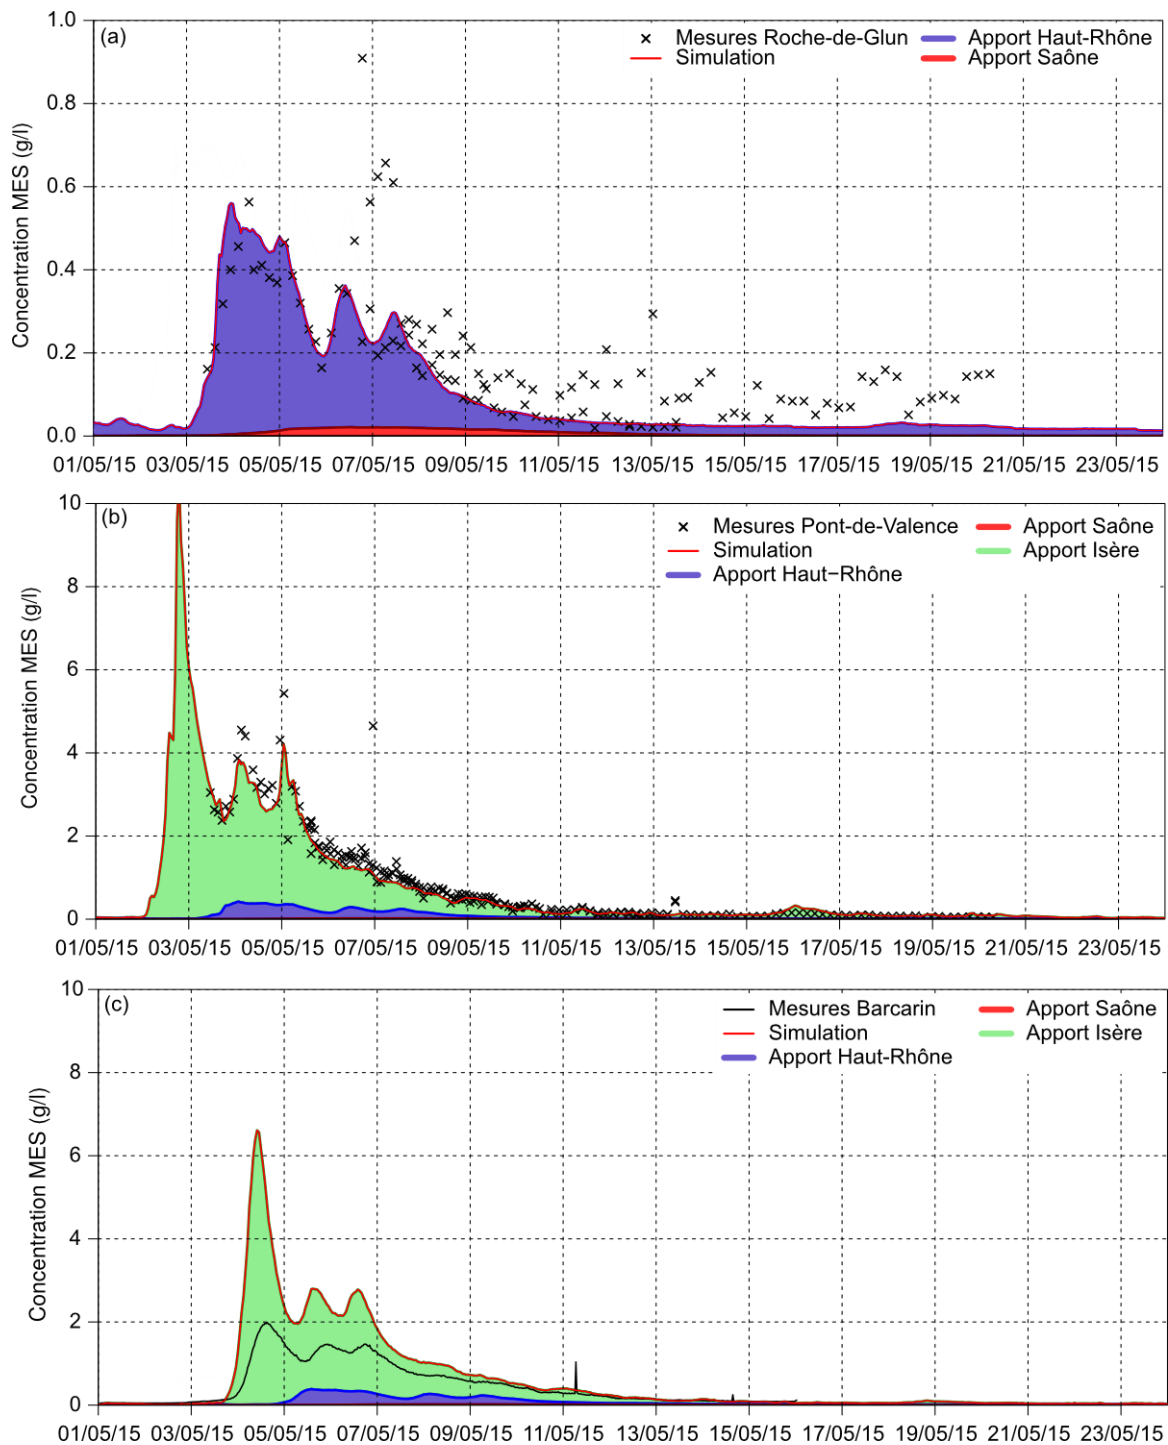 (a)
Mesures Roche-de-Glun
Simulation
Apport Haut-Rhône
Apport Saône
Concentration MES (g/l)
1.0
0.8
0.6
0.4
0.2
0.0
01/05/15 03/05/15 05/05/15 07/05/15 09/05/15 11/05/15 13/05/15 15/05/15 17/05/15 19/05/15 21/05/15 23/05/15
(b)
Mesures Pont-de-Valence
Simulation
Apport Haut−Rhône
Apport Saône
Apport Isère
Concentration MES (g/l)
10
8
6
4
2
0
01/05/15 03/05/15 05/05/15 07/05/15 09/05/15 11/05/15 13/05/15 15/05/15 17/05/15 19/05/15 21/05/15 23/05/15
(c)
Mesures Barcarin
Simulation
Apport Haut-Rhône
Apport Saône
Apport Isère
Concentration MES (g/l)
10
8
6
4
2
0
01/05/15 03/05/15 05/05/15 07/05/15 09/05/15 11/05/15 13/05/15 15/05/15 17/05/15 19/05/15 21/05/15 23/05/15